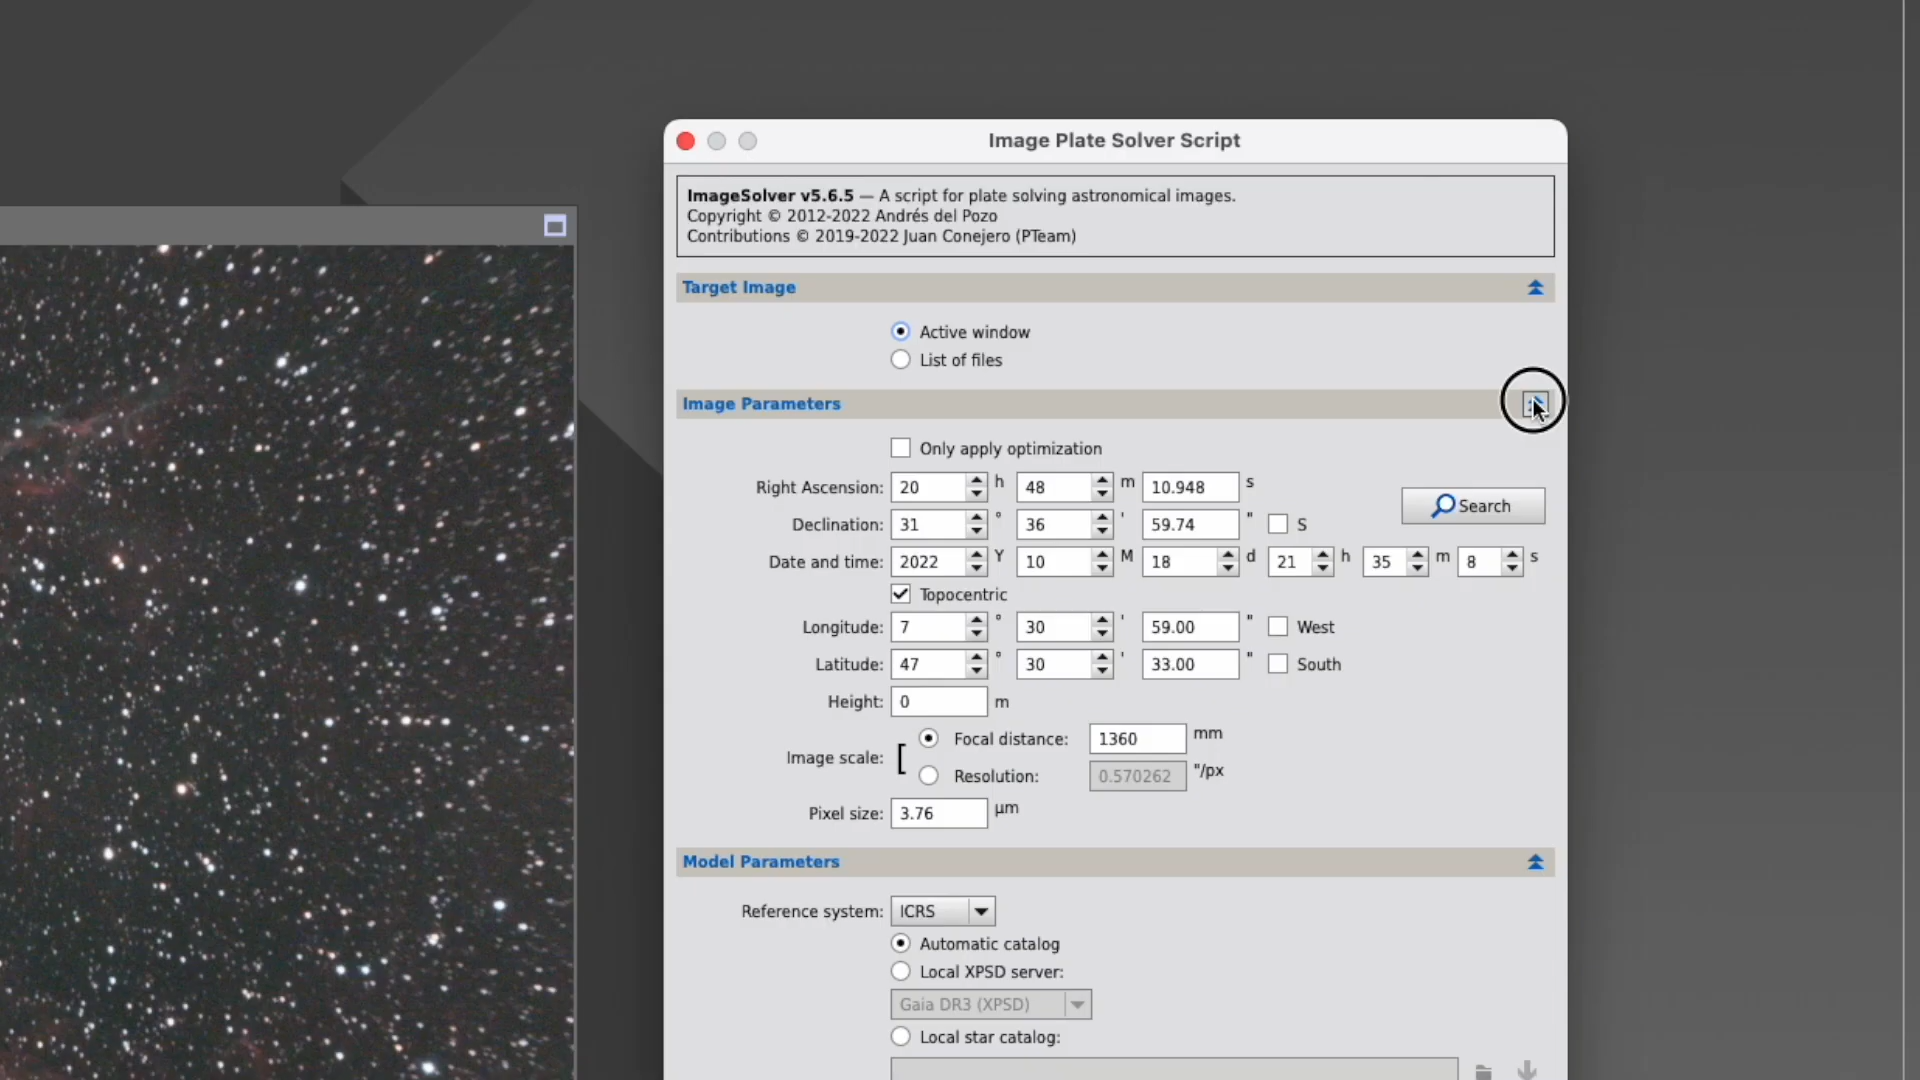 Image Plate Solver Script
ImageSolver v5.6.5 — A script for plate solving astronomical images.
Copyright © 2012-2022 Andrés del Pozo
Contributions © 2019-2022 Juan Conejero (PTeam)
Target Image
Active window
List of files
Image Parameters
Only apply optimization
Right Ascension: 20 h 48 m 10.948 s
Search
Declination: 31 ° 36 ' 59.74 " S
Date and time: 2022 Y 10 M 18 d 21 h 35 m 8 s
Topocentric
Longitude: 7 ° 30 ' 59.00 " West
Latitude: 47 ° 30 ' 33.00 " South
Height: 0 m
Focal distance: 1360 mm
Image scale: [
Resolution: 0.570262 "/px
Pixel size: 3.76 µm
Model Parameters
Reference system: ICRS
Automatic catalog
Local XPSD server:
Gaia DR3 (XPSD)
Local star catalog: